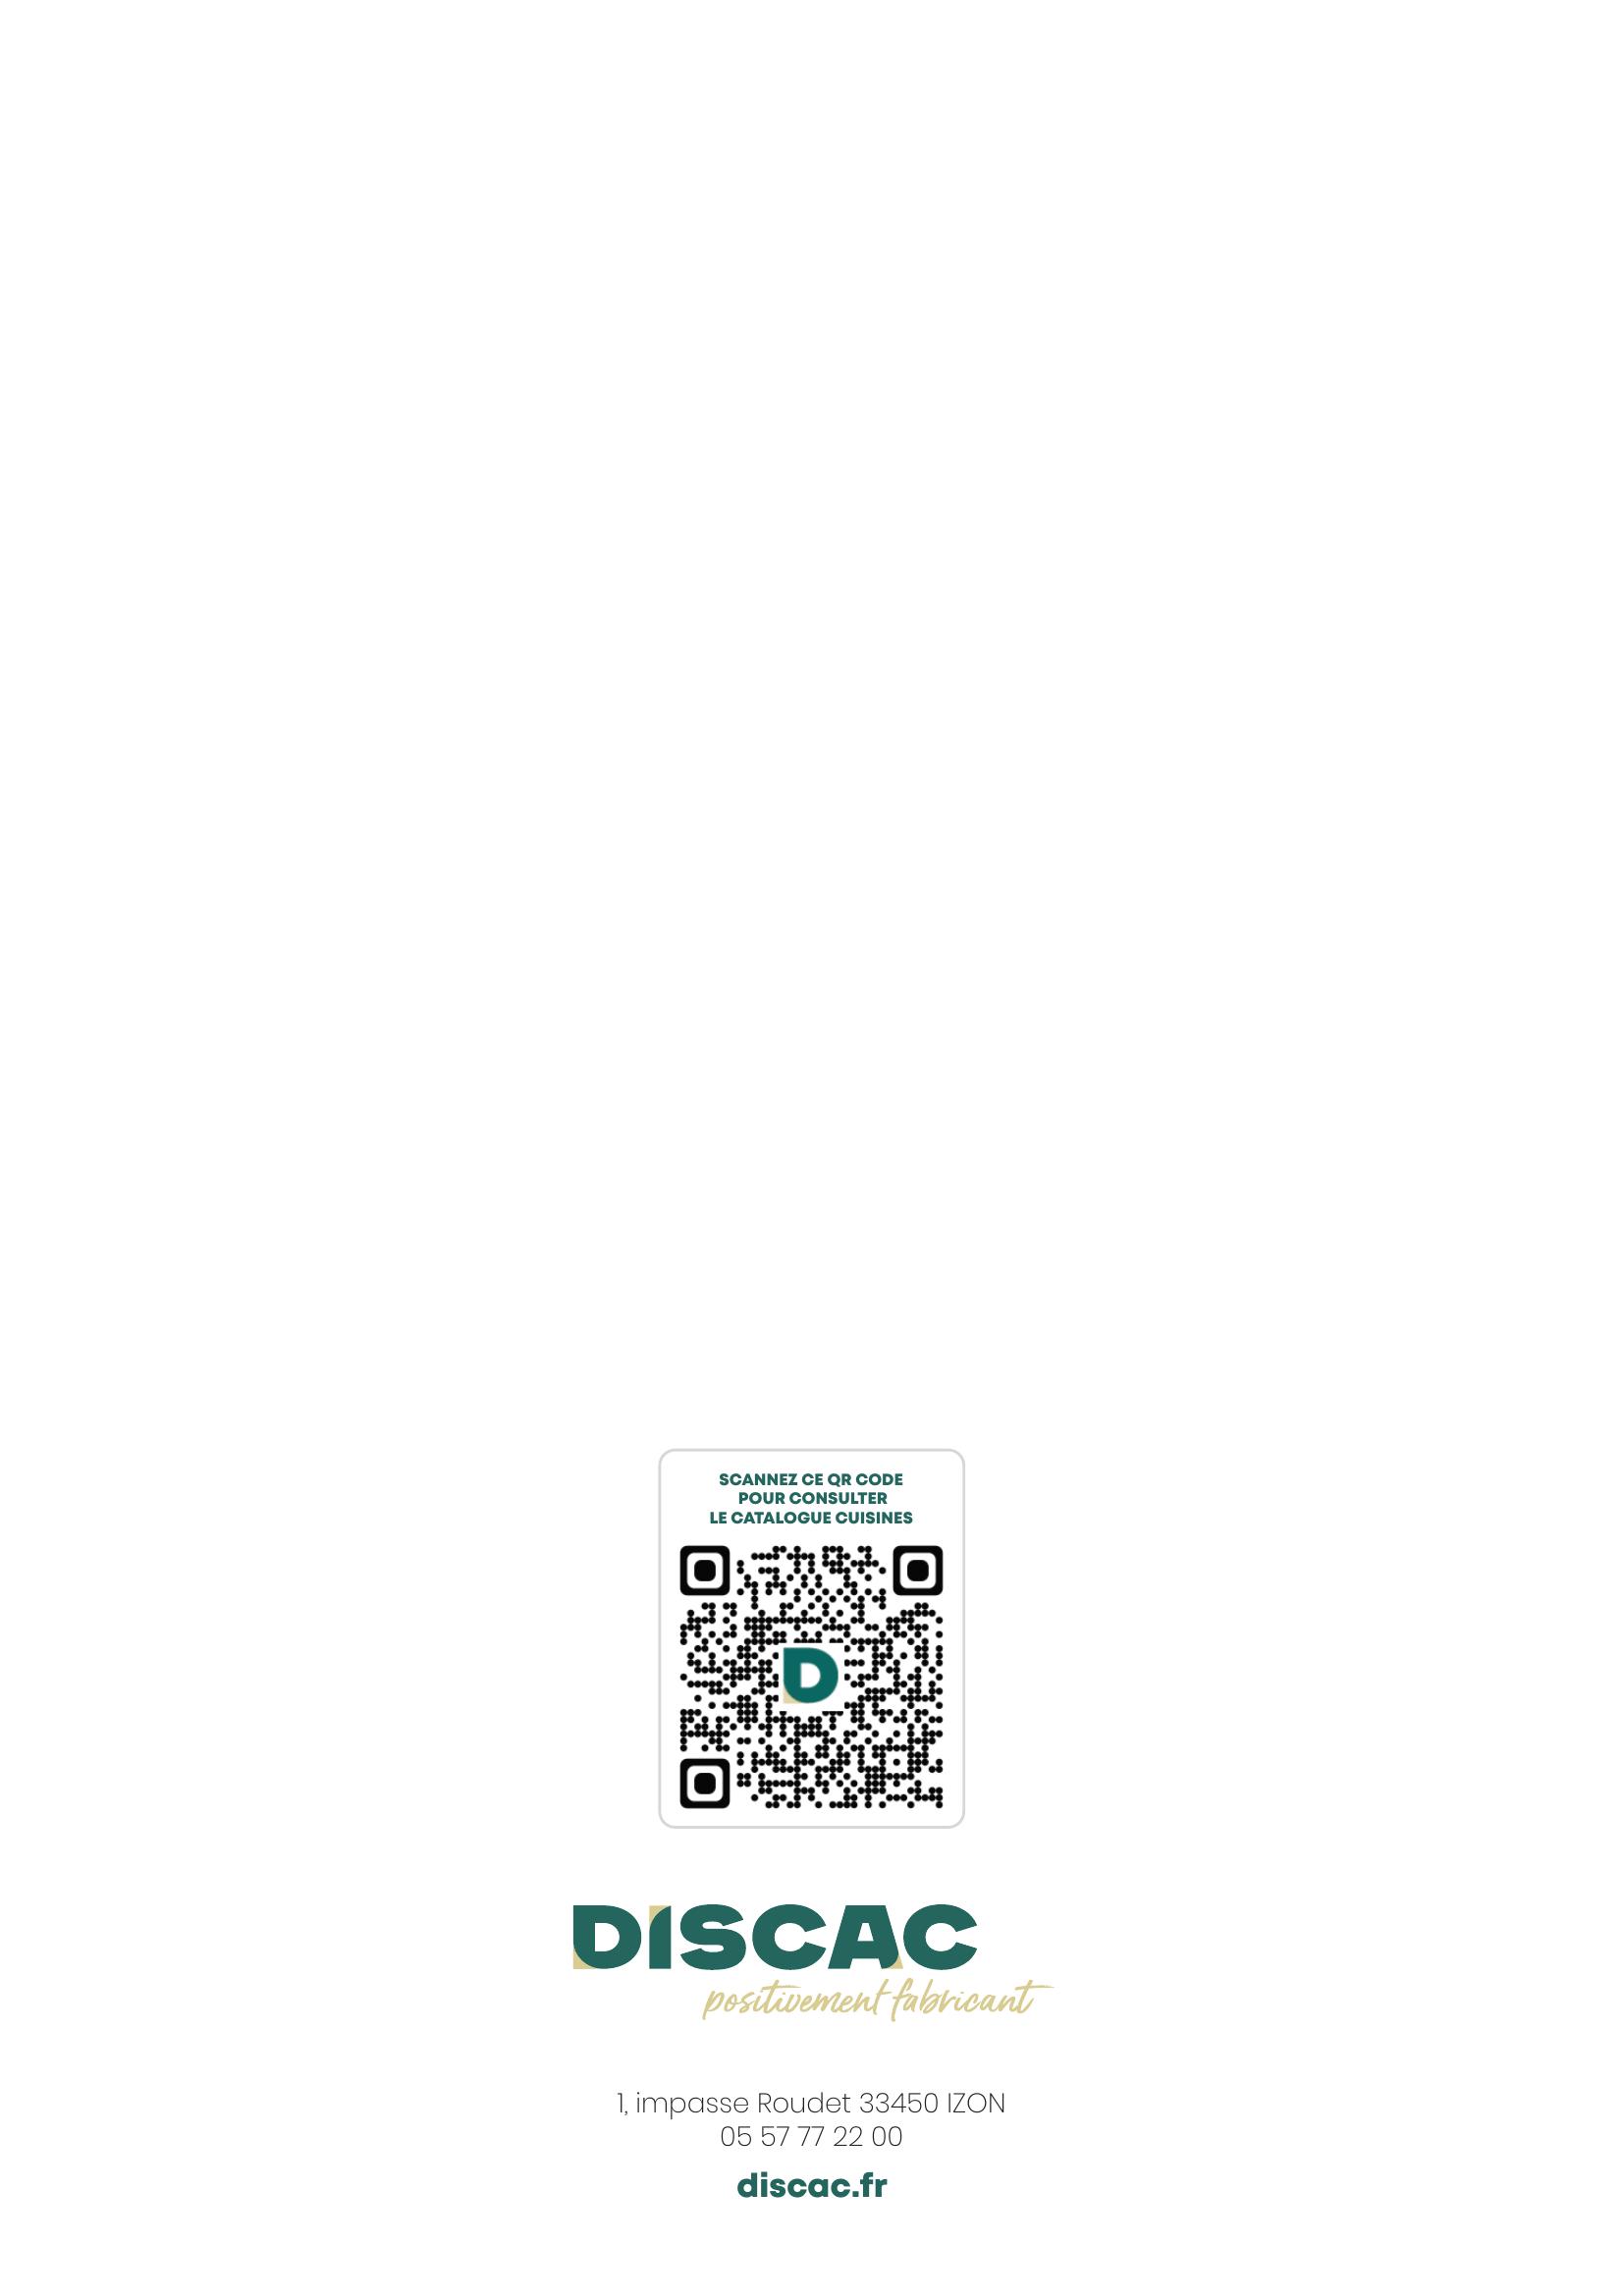 SCANNEZ CE QR CODE
POUR CONSULTER
LE CATALOGUE CUISINES
D
DISCAC
positivement fabricant
1, impasse Roudet 33450 IZON
05 57 77 22 00
discac.fr